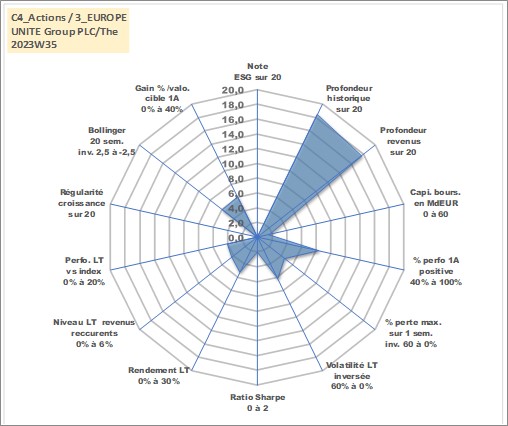 C4_Actions / 3_EUROPE
UNITE Group PLC/The
2023W35
Note
ESG sur 20
Profondeur
historique
sur 20
Profondeur
revenus
sur 20
Capi. bours.
en MdEUR
0 à 60
% perfo 1A
positive
40% à 100%
% perte max.
sur 1 sem.
inv. 60 à 0%
Volatilité LT
inversée
60% à 0%
Ratio Sharpe
0 à 2
Rendement LT
0% à 30%
Niveau LT revenus
reccurents
0% à 6%
Perfo. LT
vs index
0% à 20%
Régularité
croissance
sur 20
Bollinger
20 sem.
inv. 2,5 à -2,5
Gain % /valo.
cible 1A
0% à 40%
20,0
18,0
16,0
14,0
12,0
10,0
8,0
6,0
4,0
2,0
0,0